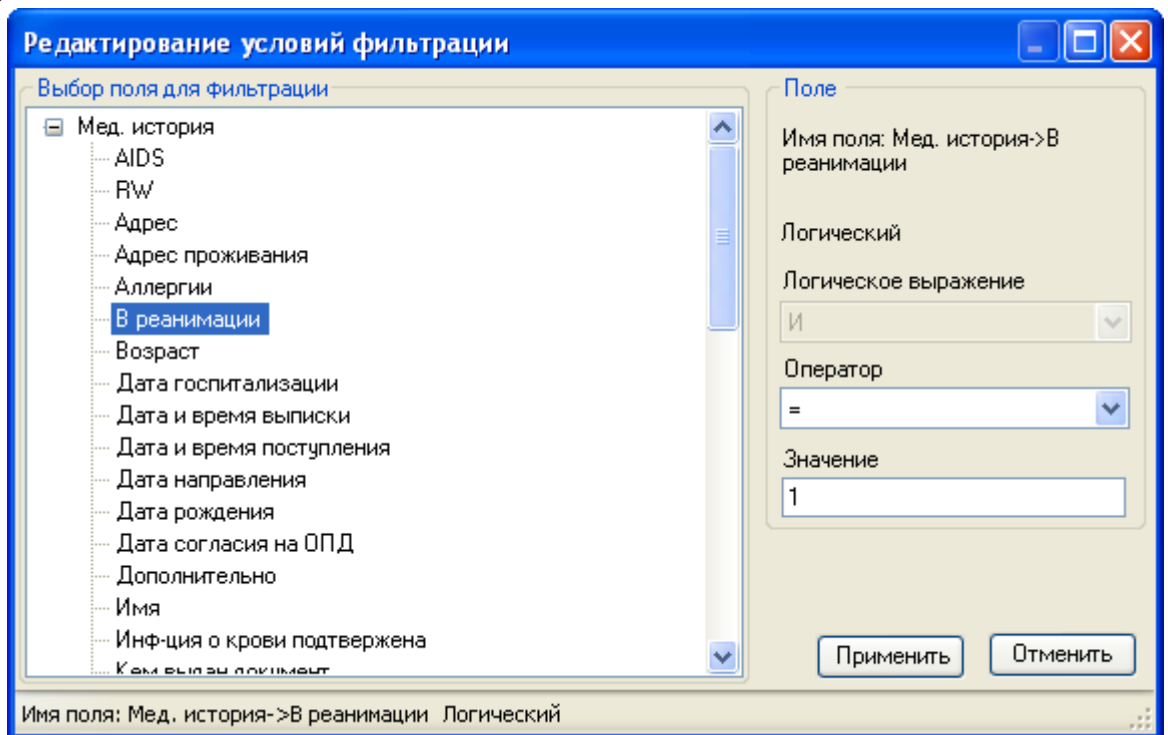 Редактирование условий фильтрации
Выбор поля для фильтрации
Мед. история
AIDS
RW
Адрес
Адрес проживания
Аллергии
В реанимации
Возраст
Дата госпитализации
Дата и время выписки
Дата и время поступления
Дата направления
Дата рождения
Дата согласия на ОПД
Дополнительно
Имя
Инф-ция о крови подтвержена
Кем выдан документ
Поле
Имя поля: Мед. история->В
реанимации
Логический
Логическое выражение
И
Оператор
=
Значение
1
Применить
Отменить
Имя поля: Мед. история->В реанимации Логический